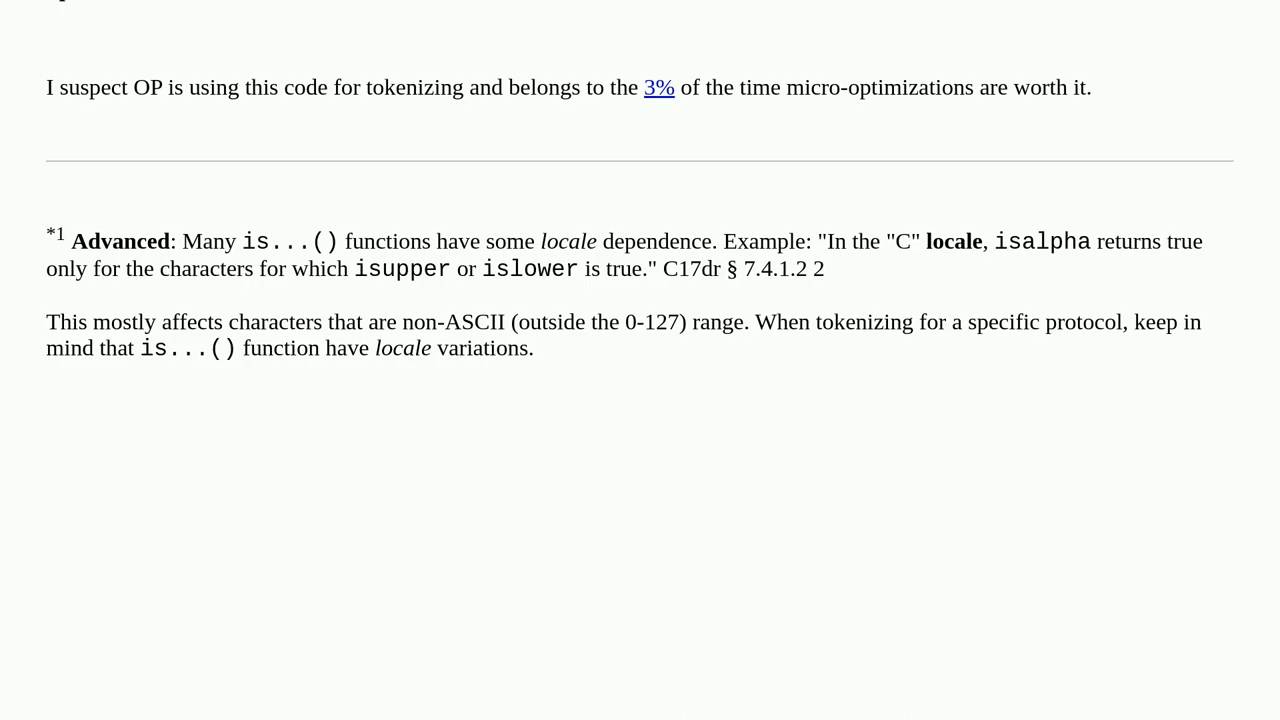 I suspect OP is using this code for tokenizing and belongs to the 3% of the time micro-optimizations are worth it.
*1 Advanced: Many is...() functions have some locale dependence. Example: "In the "C" locale, isalpha returns true
only for the characters for which isupper or islower is true." C17dr § 7.4.1.2 2
This mostly affects characters that are non-ASCII (outside the 0-127) range. When tokenizing for a specific protocol, keep in
mind that is...() function have locale variations.